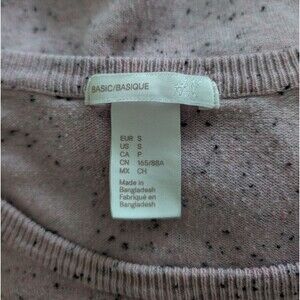 BASIC/BASIQUE
EUR S
US S
CA P
CN 165/88A
MX CH
Made in
Bangladesh
Fabriqué en
Bangladesh